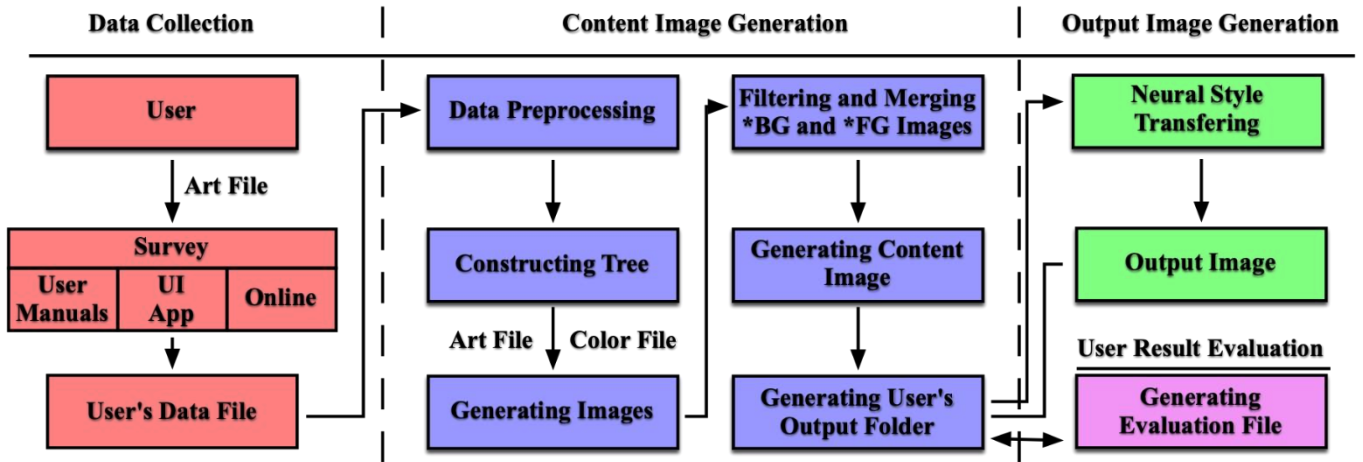 Data Collection
Content Image Generation
Output Image Generation
User
Art File
Survey
User
Manuals
UI
App
Online
User's Data File
Data Preprocessing
Constructing Tree
Art File
Color File
Generating Images
Filtering and Merging
*BG and *FG Images
Generating Content
Image
Generating User's
Output Folder
Neural Style
Transfering
Output Image
User Result Evaluation
Generating
Evaluation File